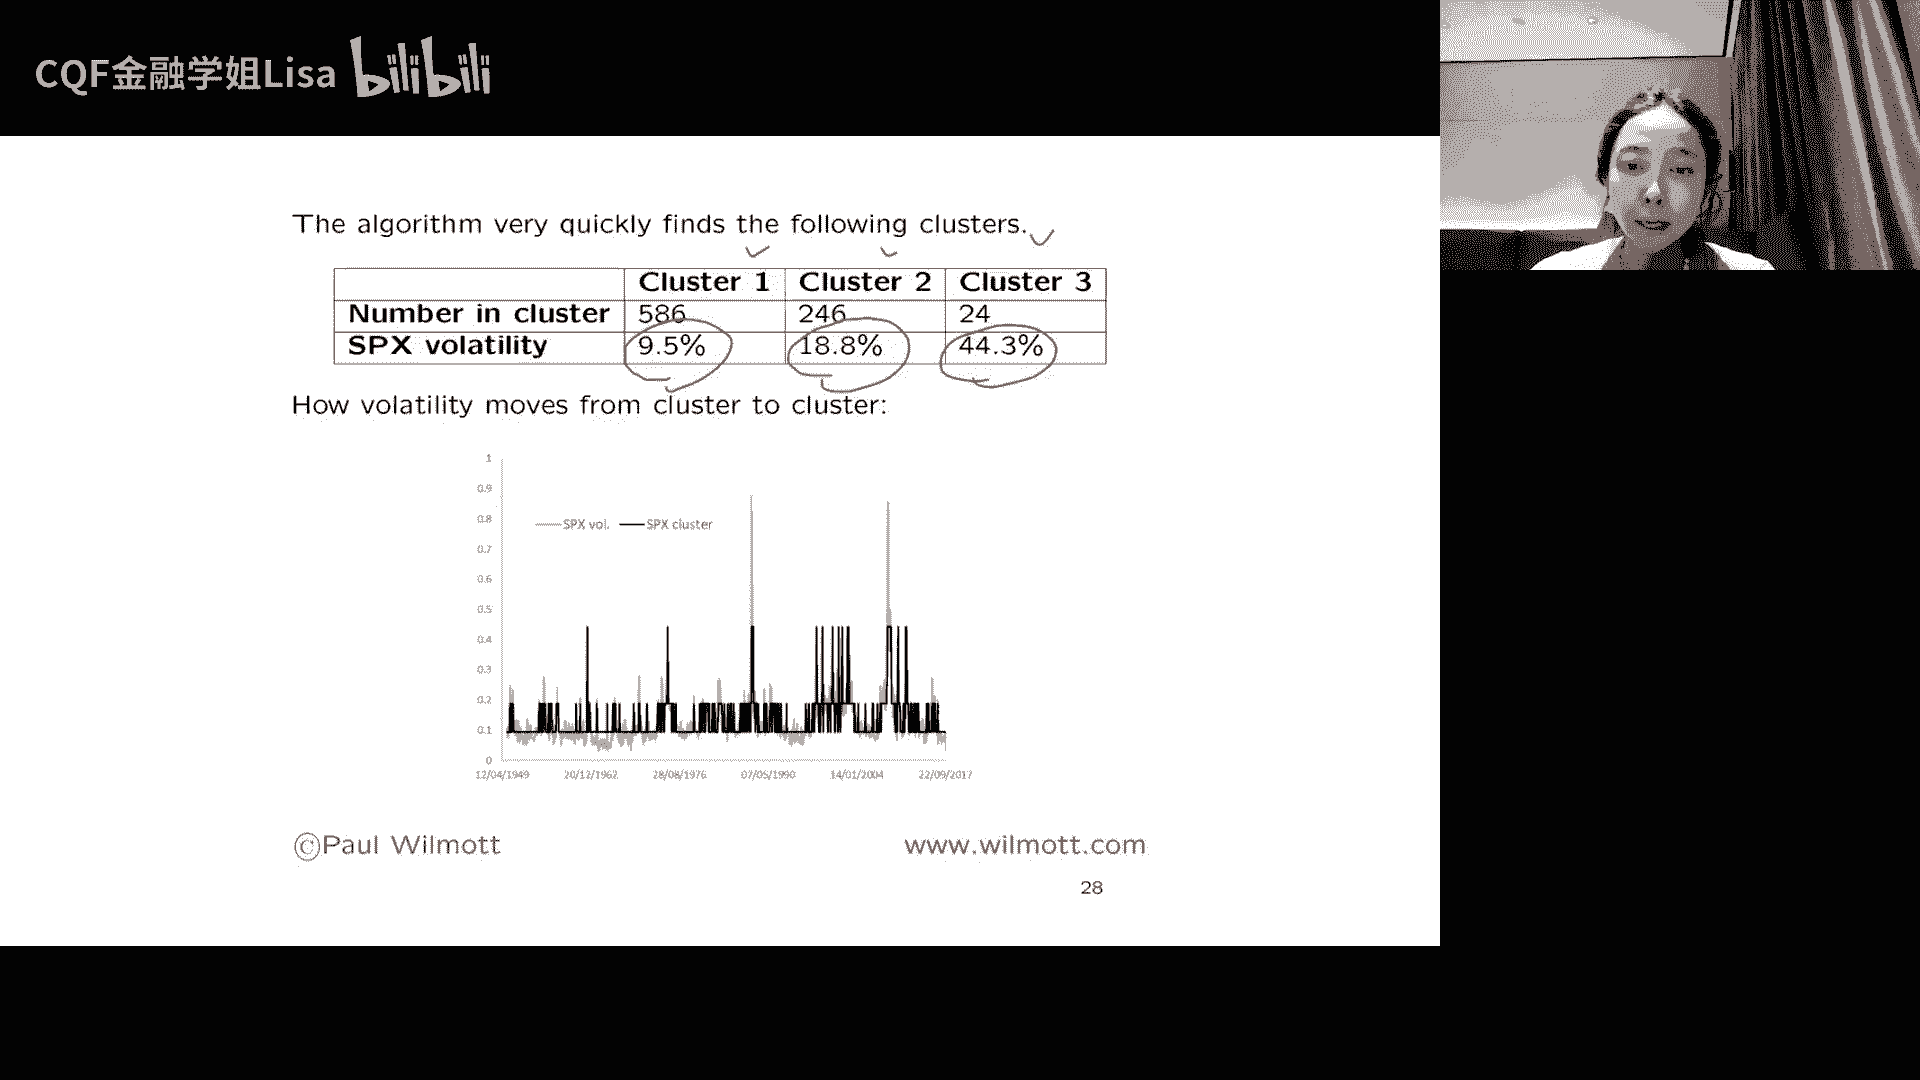 CQF金融学姐Lisa bilibili
The algorithm very quickly finds the following clusters.
Cluster 1 Cluster 2 Cluster 3
Number in cluster 586 246 24
SPX volatility 9.5% 18.8% 44.3%
How volatility moves from cluster to cluster:
1
0.9
0.8
0.7
0.6
0.5
0.4
0.3
0.2
0.1
0
SPX vol. SPX cluster
12/04/1949 20/12/1962 28/08/1976 07/05/1990 14/01/2004 22/09/2017
©Paul Wilmott www.wilmott.com
28